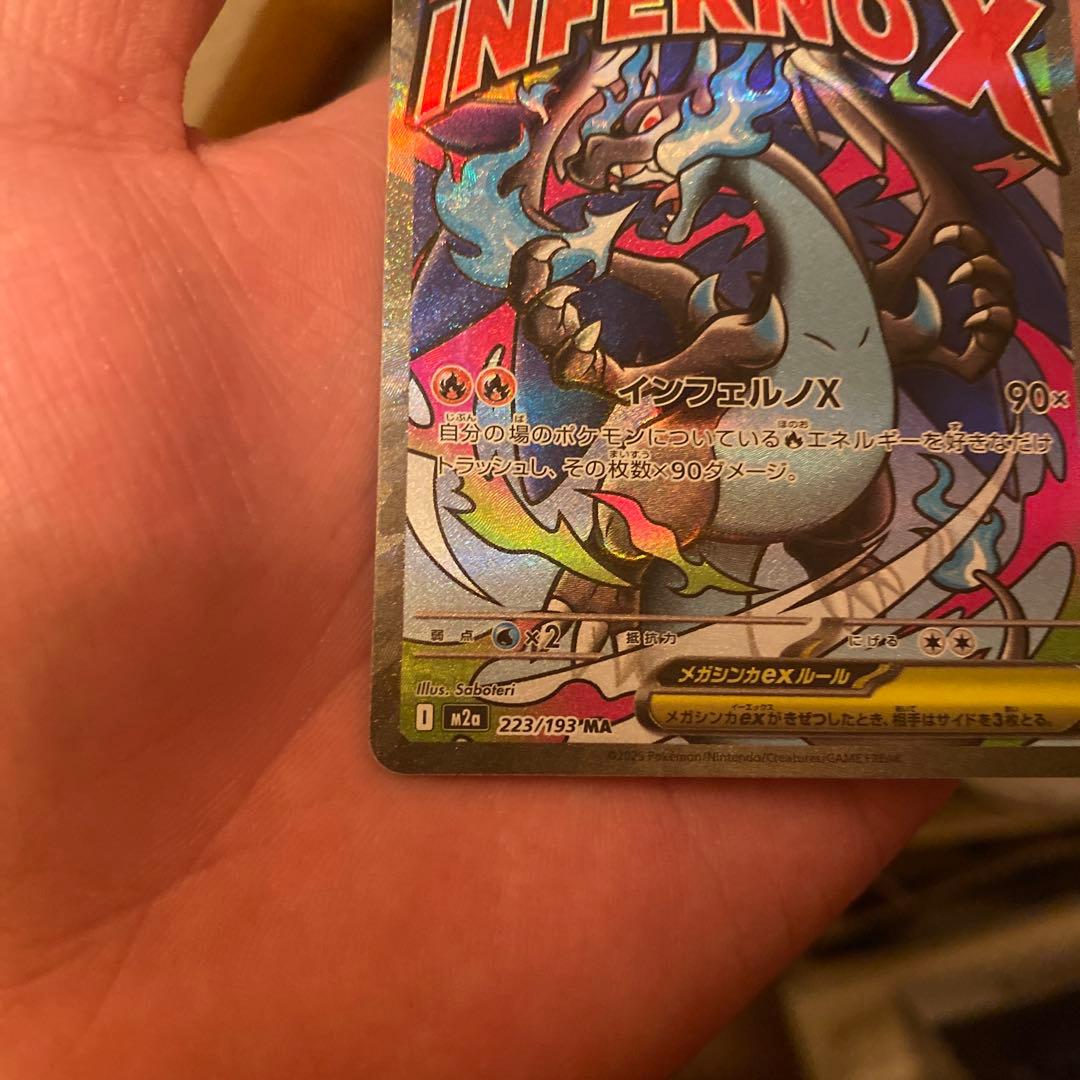 INFERNO X
インフェルノX 90×
自分の場のポケモンについているエネルギーを好きなだけ
トラッシュし、その枚数×90ダメージ。
弱点 ×2 抵抗力 にげる
Illus. Saboteri
メガシンカexルール
I m2a 223/193 MA
メガシンカexがきぜつしたとき、相手はサイドを3枚とる。
©2025 Pokémon/Nintendo/Creatures/GAME FREAK